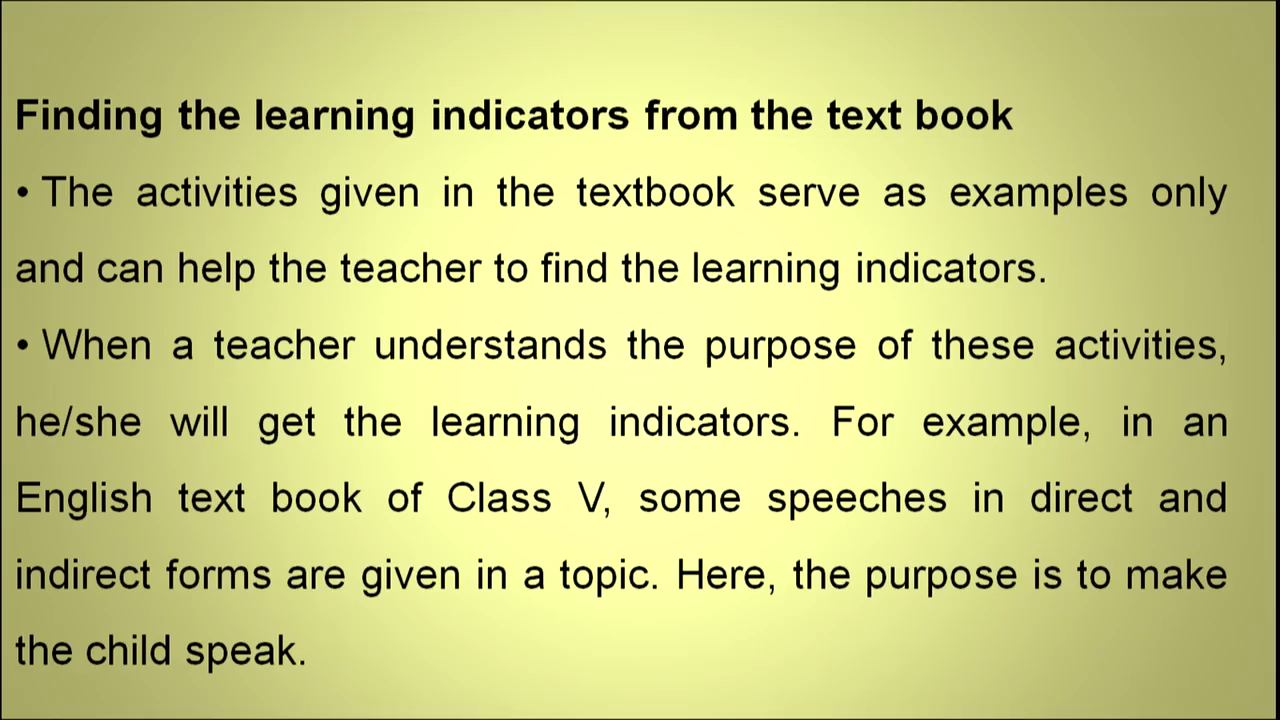 Finding the learning indicators from the text book
• The activities given in the textbook serve as examples only
and can help the teacher to find the learning indicators.
• When a teacher understands the purpose of these activities,
he/she will get the learning indicators. For example, in an
English text book of Class V, some speeches in direct and
indirect forms are given in a topic. Here, the purpose is to make
the child speak.